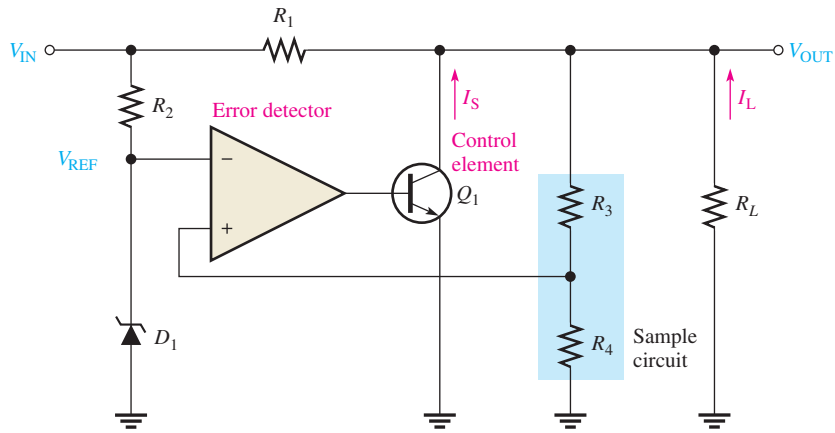 R1
VIN
VOUT
R2
Error detector
IS
IL
Control
element
VREF
−
Q1
R3
RL
+
D1
R4
Sample
circuit